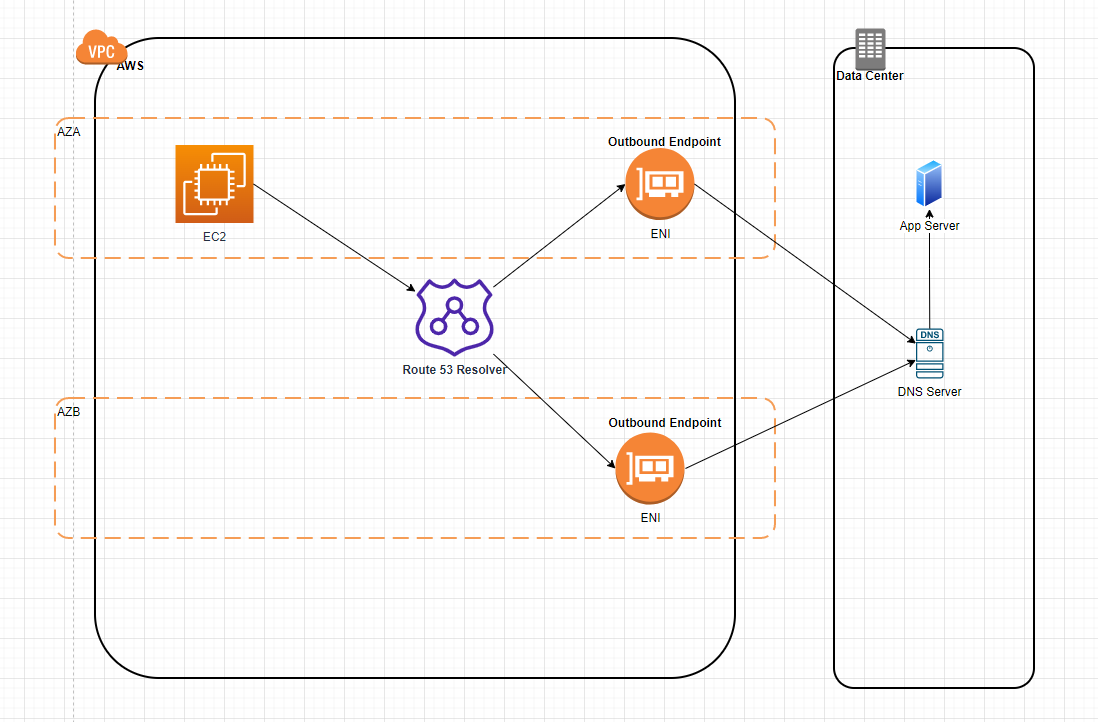 VPC
AWS
Data Center
AZA
Outbound Endpoint
EC2
ENI
App Server
Route 53 Resolver
DNS
DNS Server
AZB
Outbound Endpoint
ENI